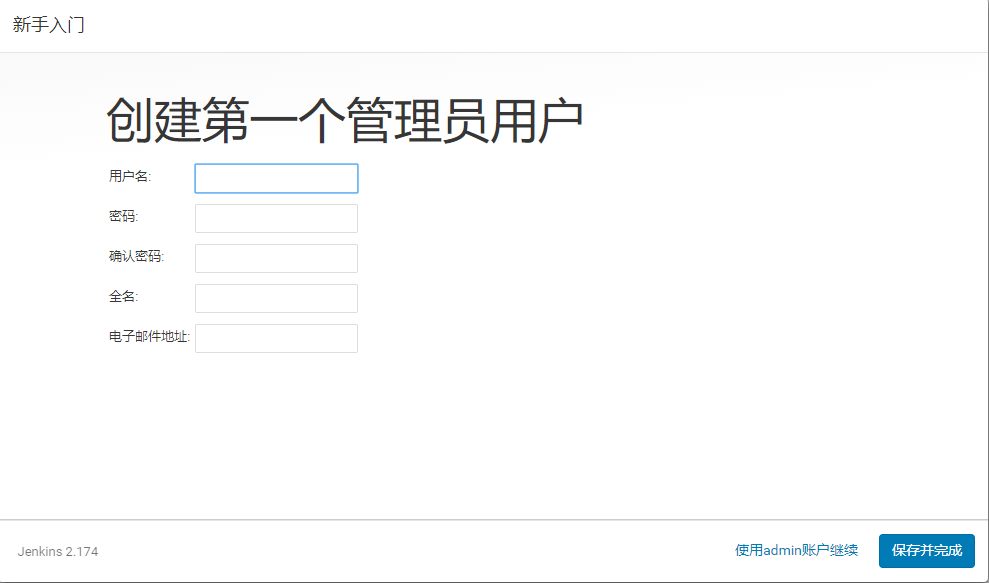 新手入门
创建第一个管理员用户
用户名:
密码:
确认密码:
全名:
电子邮件地址:
Jenkins 2.174
使用admin账户继续
保存并完成